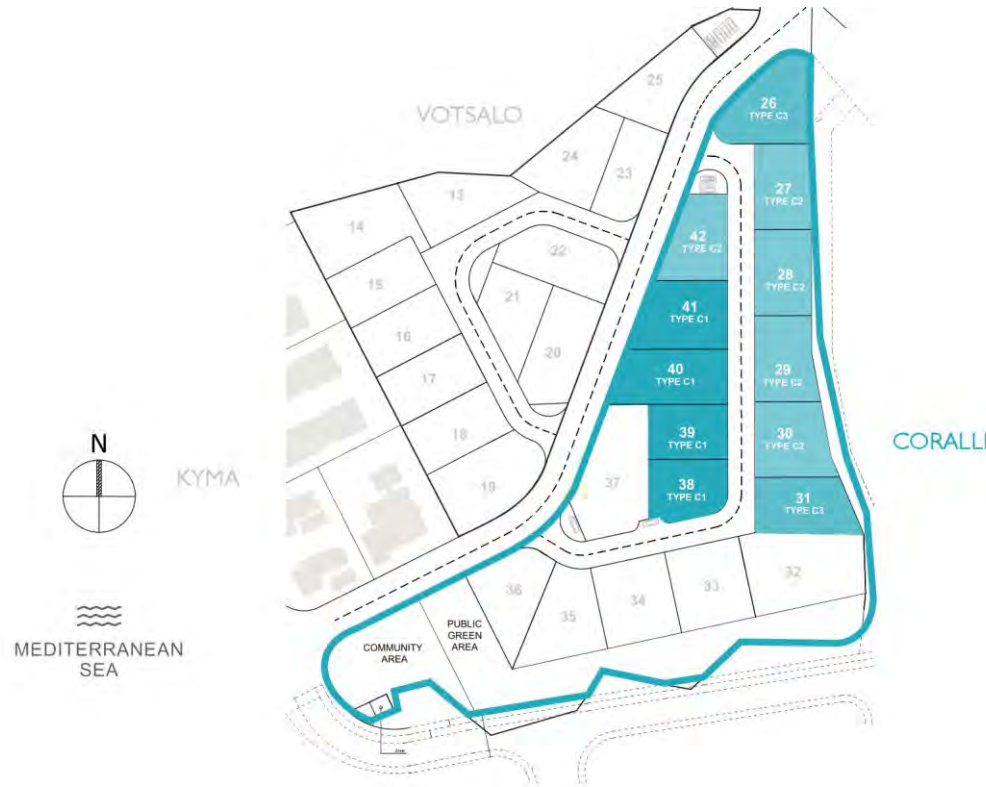 25
VOTSALO
26
TYPE C3
24
23
13
27
TYPE C2
14
42
TYPE C2
22
15
28
TYPE C2
21
41
TYPE C1
16
20
17
40
TYPE C1
29
TYPE C2
18
39
TYPE C1
30
TYPE C2
CORALLI
N
KYMA
19
37
38
TYPE C1
31
TYPE C3
36
35
34
33
32
PUBLIC
GREEN
AREA
COMMUNITY
AREA
MEDITERRANEAN
SEA